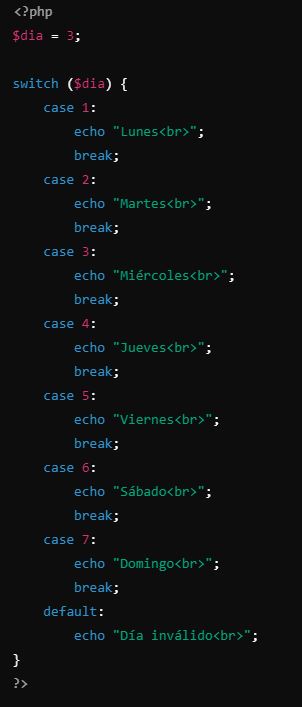 <?php
$dia = 3;
switch ($dia) {
case 1:
echo "Lunes<br>";
break;
case 2:
echo "Martes<br>";
break;
case 3:
echo "Miércoles<br>";
break;
case 4:
echo "Jueves<br>";
break;
case 5:
echo "Viernes<br>";
break;
case 6:
echo "Sábado<br>";
break;
case 7:
echo "Domingo<br>";
break;
default:
echo "Día inválido<br>";
}
?>